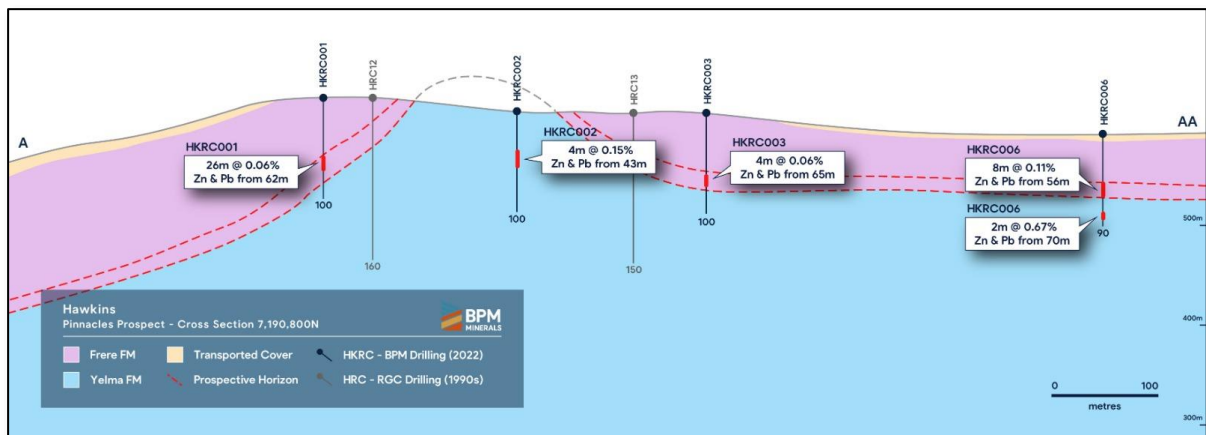 HKRC001
HRC12
HKRC002
HRC13
HKRC003
HKRC006
A
AA
HKRC001
26m @ 0.06%
Zn & Pb from 62m
HKRC002
4m @ 0.15%
Zn & Pb from 43m
HKRC003
4m @ 0.06%
Zn & Pb from 65m
HKRC006
8m @ 0.11%
Zn & Pb from 56m
HKRC006
2m @ 0.67%
Zn & Pb from 70m
100
100
100
90
160
150
500m
400m
300m
Hawkins
Pinnacles Prospect - Cross Section 7,190,800N
BPM
MINERALS
Frere FM
Transported Cover
HKRC - BPM Drilling (2022)
Yelma FM
Prospective Horizon
HRC - RGC Drilling (1990s)
0 100
metres